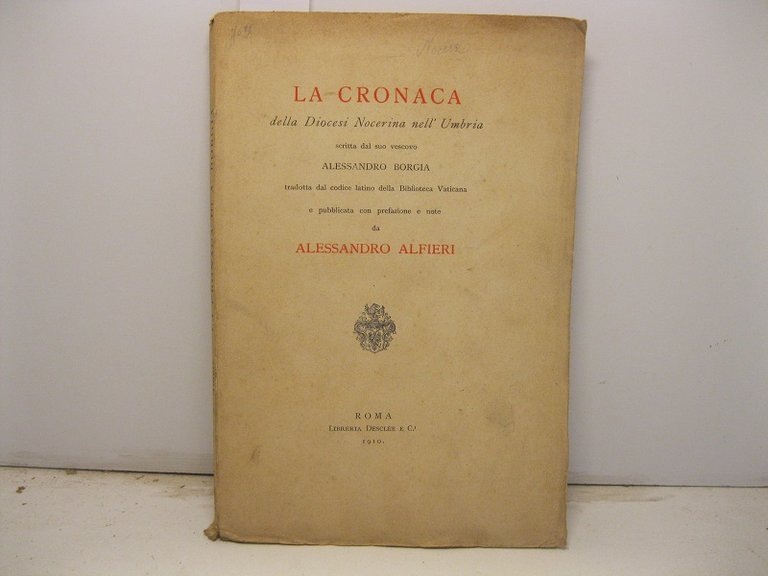 Nocera
LA CRONACA
della Diocesi Nocerina nell' Umbria
scritta dal suo vescovo
ALESSANDRO BORGIA
tradotta dal codice latino della Biblioteca Vaticana
e pubblicata con prefazione e note
da
ALESSANDRO ALFIERI
ROMA
LIBRERIA DESCLÉE E C.i
1910.